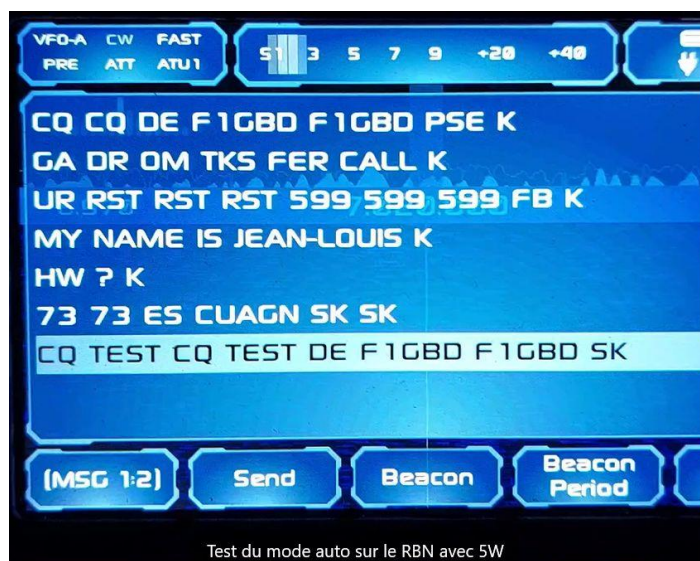 VFO-A CW FAST
PRE ATT ATU1
S1 3 5 7 9 +20 +40
CQ CQ DE F1GBD F1GBD PSE K
GA DR OM TKS FER CALL K
UR RST RST RST 599 599 599 FB K
MY NAME IS JEAN-LOUIS K
HW ? K
73 73 ES CUAGN SK SK
CQ TEST CQ TEST DE F1GBD F1GBD SK
(MSG 1:2) Send Beacon Beacon Period
Test du mode auto sur le RBN avec 5W